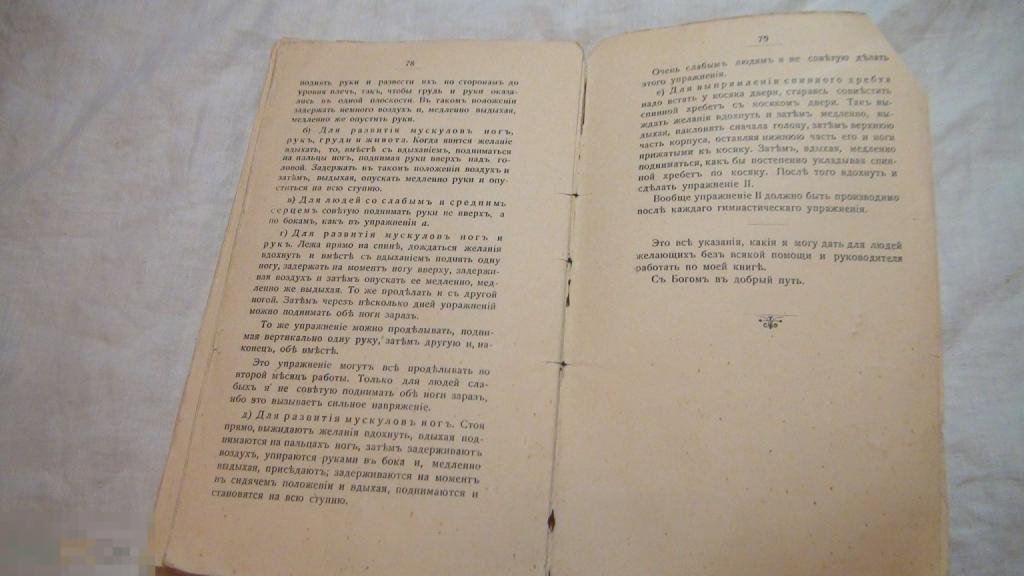 78
поднять руки и развести ихъ по сторонамъ до
уровня плечъ, такъ, чтобы грудь и руки оказа-
лись въ одной плоскости. Въ такомъ положеніи
задержать немного воздухъ и, медленно выдыхая,
медленно же опустить руки.
б) Для развитія мускуловъ ногъ,
рукъ, груди и живота. Когда явится желаніе
вдыхать, то, вмѣстѣ съ вдыханіемъ, подниматься
на пальцы ногъ, поднимая руки вверхъ надъ го-
ловой. Задержать въ такомъ положеніи воздухъ и
затѣмъ, выдыхая, опускать медленно руки и опу-
ститься на всю ступню.
в) Для людей со слабымъ и среднимъ
серцемъ совѣтую поднимать руки не вверхъ, а
по бокамъ, какъ въ упражненіи а.
г) Для развитія мускуловъ ногъ и
рукъ. Лежа прямо на спинѣ, дождаться желанія
вдохнуть и вмѣстѣ съ вдыханіемъ поднять одну
ногу, задержать на моментъ ногу вверху, задержи-
вая воздухъ и затѣмъ опускать ее медленно, мед-
ленно же выдыхая. То же продѣлать и съ другой
ногой. Затѣмъ черезъ нѣсколько дней упражненій
можно поднимать обѣ ноги заразъ.
То же упражненіе можно продѣлывать, подни-
мая вертикально одну руку, затѣмъ другую и, на-
конецъ, обѣ вмѣстѣ.
Это упражненіе могутъ всѣ продѣлывать во
второй мѣсяцъ работы. Только для людей сла-
быхъ я не совѣтую поднимать обѣ ноги заразъ,
ибо это вызываетъ сильное напряженіе.
д) Для развитія мускуловъ ногъ. Стоя
прямо, выжидаютъ желанія вдохнуть, вдыхая под-
нимаются на пальцахъ ногъ, затѣмъ задерживаютъ
воздухъ, упираются руками въ бока и, медленно
выдыхая, присѣдаютъ; задерживаются на моментъ
въ сидячемъ положеніи и вдыхая, поднимаются и
становятся на всю ступню.
79
Очень слабымъ людямъ я не совѣтую дѣлать
этого упражненія.
е) Для выпрямленія спинного хребта
надо встать у косяка двери, стараясь совмѣстить
спинной хребетъ съ косякомъ двери. Такъ вы-
ждать желанія вдохнуть и затѣмъ, медленно, вы-
дыхая, наклонять сначала голову, затѣмъ верхнюю
часть корпуса, оставляя нижнюю часть его и ноги
прижатыми къ косяку. Затѣмъ, вдыхая, медленно
подниматься, какъ бы постепенно укладывая спин-
ной хребетъ по косяку. Послѣ того вдохнуть и
сдѣлать упражненіе II.
Вообще упражненіе II должно быть производимо
послѣ каждаго гимнастическаго упражненія.
Это всѣ указанія, какія я могу дать для людей
желающихъ безъ всякой помощи и руководителя
работать по моей книгѣ.
Съ Богомъ въ добрый путь.